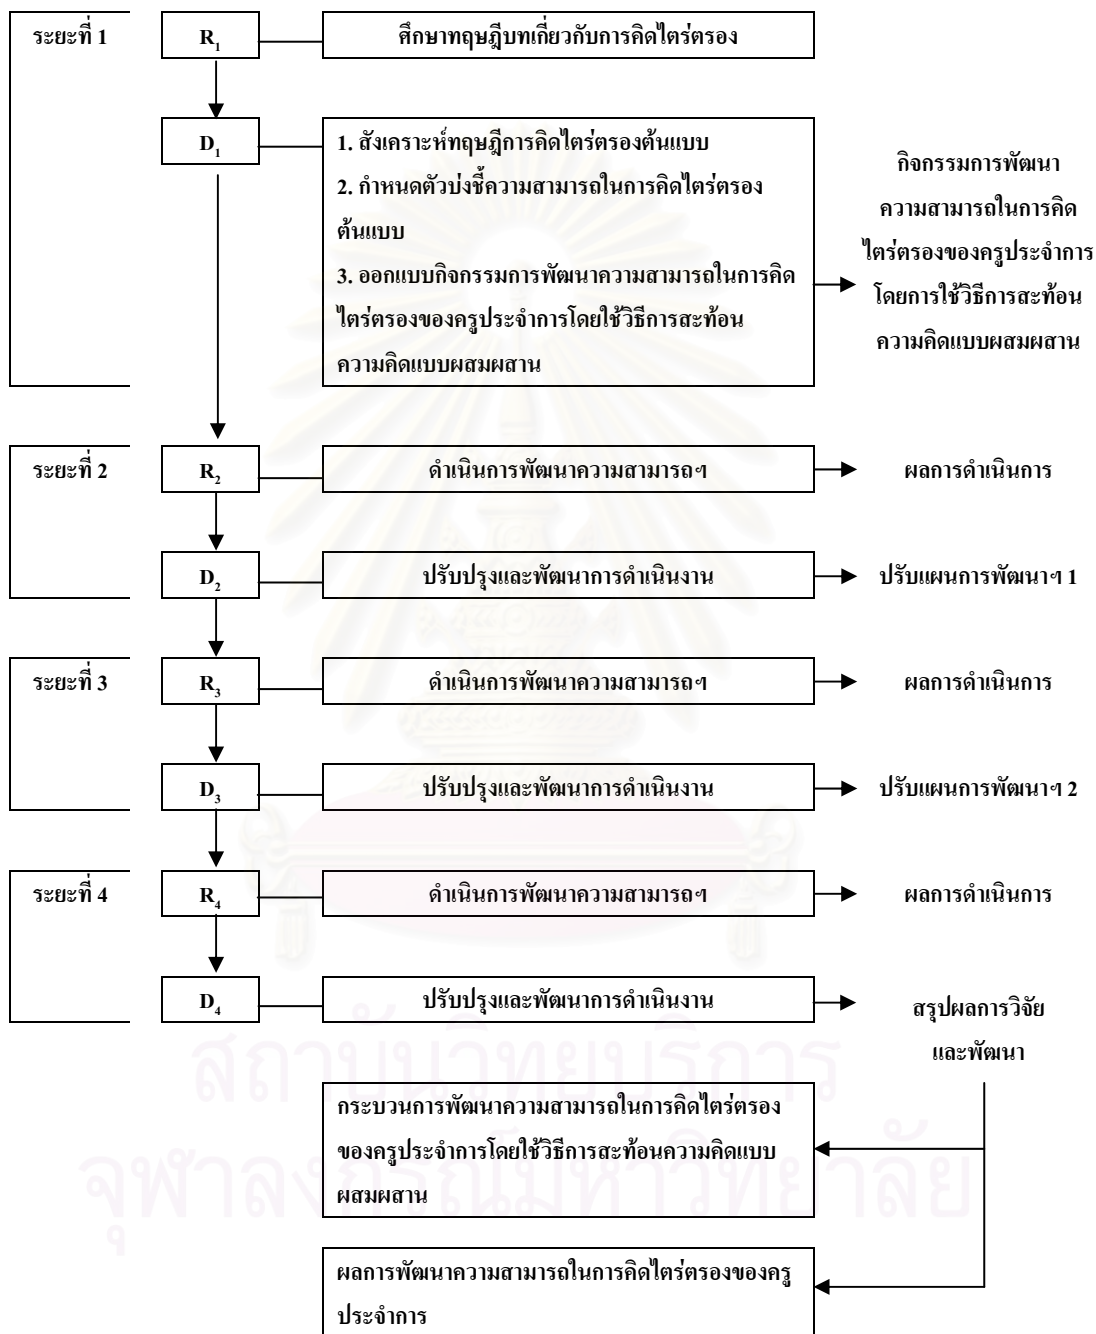 ระยะที่ 1
R1
ศึกษาทฤษฎีบทเกี่ยวกับการคิดไตร่ตรอง
D1
1. สังเคราะห์ทฤษฎีการคิดไตร่ตรองต้นแบบ
2. กำหนดตัวบ่งชี้ความสามารถในการคิดไตร่ตรอง
ต้นแบบ
3. ออกแบบกิจกรรมการพัฒนาความสามารถในการคิด
ไตร่ตรองของครูประจำการโดยใช้วิธีการสะท้อน
ความคิดแบบผสมผสาน
กิจกรรมการพัฒนา
ความสามารถในการคิด
ไตร่ตรองของครูประจำการ
โดยการใช้วิธีการสะท้อน
ความคิดแบบผสมผสาน
ระยะที่ 2
R2
ดำเนินการพัฒนาความสามารถฯ
ผลการดำเนินการ
D2
ปรับปรุงและพัฒนาการดำเนินงาน
ปรับแผนการพัฒนาฯ 1
ระยะที่ 3
R3
ดำเนินการพัฒนาความสามารถฯ
ผลการดำเนินการ
D3
ปรับปรุงและพัฒนาการดำเนินงาน
ปรับแผนการพัฒนาฯ 2
ระยะที่ 4
R4
ดำเนินการพัฒนาความสามารถฯ
ผลการดำเนินการ
D4
ปรับปรุงและพัฒนาการดำเนินงาน
สรุปผลการวิจัย
และพัฒนา
สถาบันวิทยบริการ
กระบวนการพัฒนาความสามารถในการคิดไตร่ตรอง
ของครูประจำการโดยใช้วิธีการสะท้อนความคิดแบบ
ผสมผสาน
จุฬาลงกรณ์มหาวิทยาลัย
ผลการพัฒนาความสามารถในการคิดไตร่ตรองของครู
ประจำการ